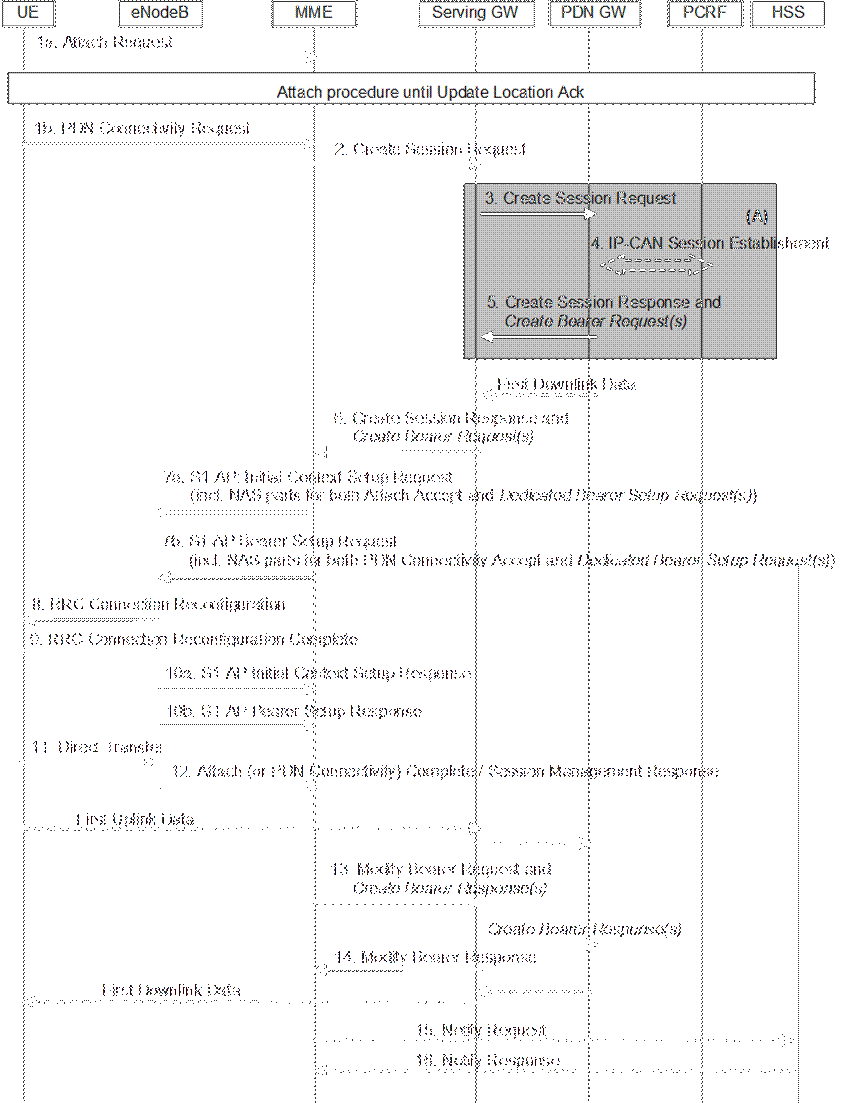 UE
eNodeB
MME
Serving GW
PDN GW
PCRF
HSS
1a. Attach Request
Attach procedure until Update Location Ack
1b. PDN Connectivity Request
2. Create Session Request
3. Create Session Request
(A)
4. IP-CAN Session Establishment
5. Create Session Response and
Create Bearer Request(s)
First Downlink Data
6. Create Session Response and
Create Bearer Request(s)
7a. S1 AP Initial Context Setup Request
(incl. NAS parts for both Attach Accept and Dedicated Bearer Setup Request(s))
7b. S1 AP Bearer Setup Request
(incl. NAS parts for both PDN Connectivity Accept and Dedicated Bearer Setup Request(s))
8. RRC Connection Reconfiguration
9. RRC Connection Reconfiguration Complete
10a. S1 AP Initial Context Setup Response
10b. S1 AP Bearer Setup Response
11. Direct Transfer
12. Attach (or PDN Connectivity) Complete / Session Management Response
First Uplink Data
13. Modify Bearer Request and
Create Bearer Response(s)
Create Bearer Response(s)
14. Modify Bearer Response
First Downlink Data
15. Notify Request
16. Notify Response